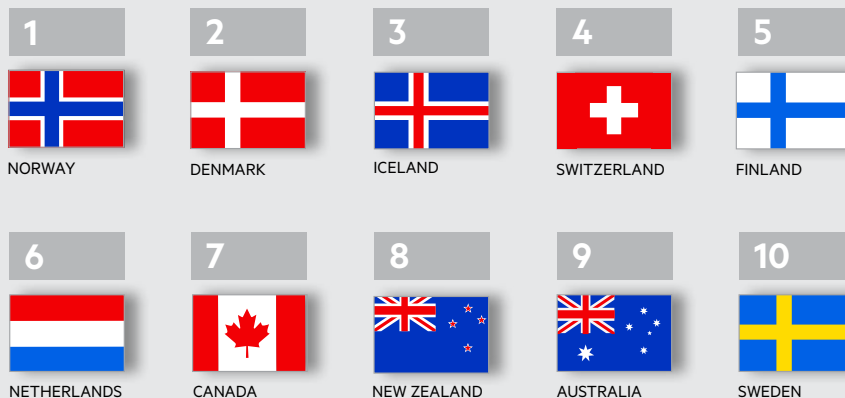 1 2 3 4 5
NORWAY DENMARK ICELAND SWITZERLAND FINLAND
6 7 8 9 10
NETHERLANDS CANADA NEW ZEALAND AUSTRALIA SWEDEN